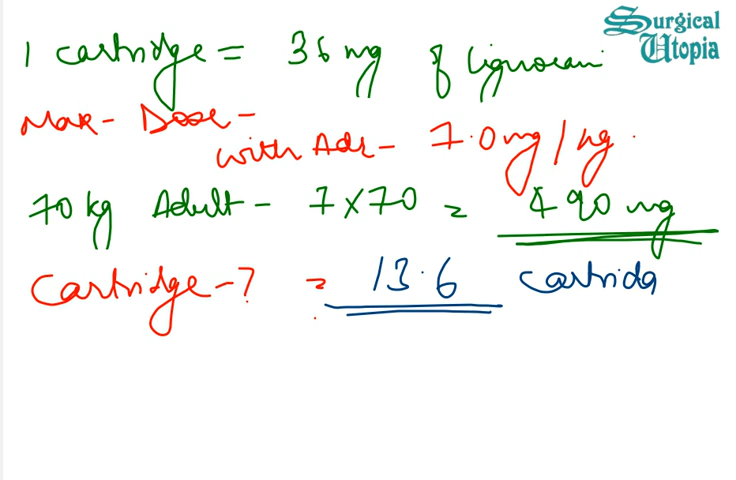 Surgical
Utopia
1 cartridge = 36 mg of Lignocain
Max - Dose -
with Adr - 7.0 mg / kg.
70 kg Adult - 7 x 70 = 490 mg
Cartridge - ? = 13.6 Cartridg